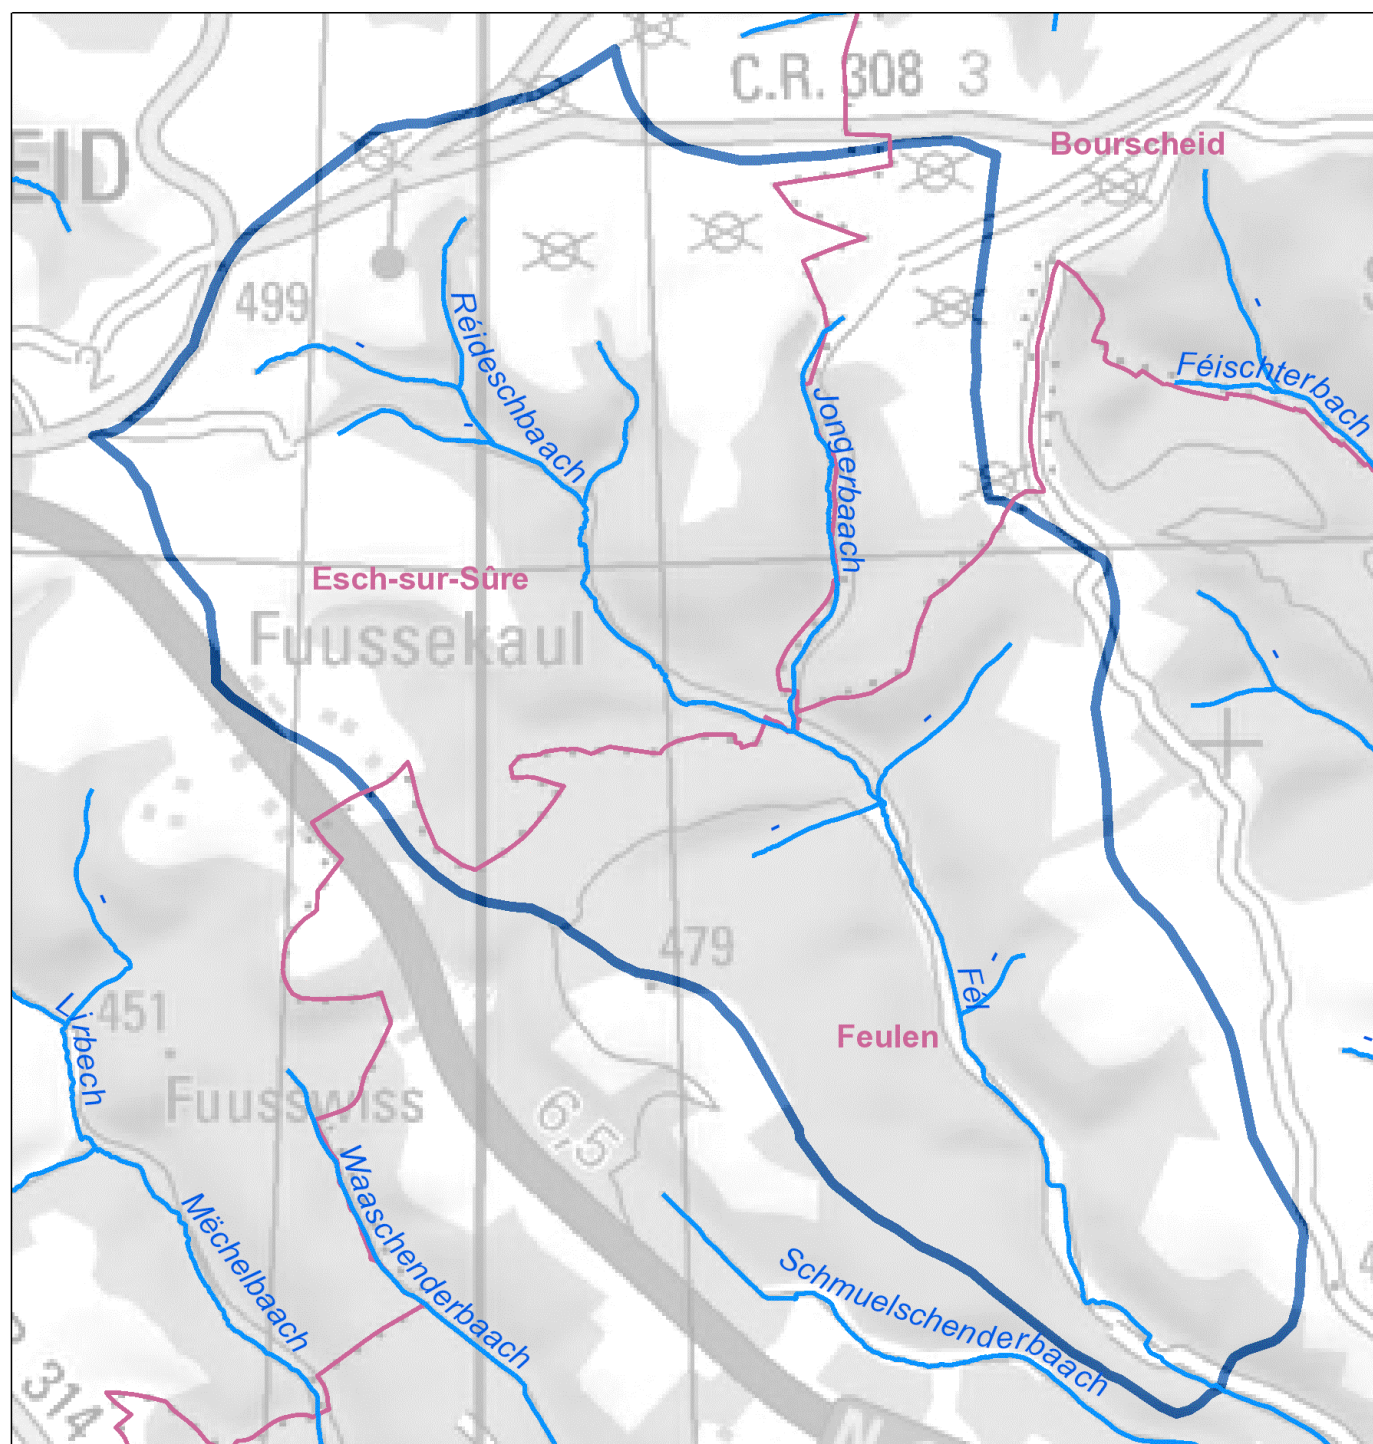 C.R. 308 3
Bourscheid
EID
499
Réideschbaach
Féischterbach
Jongerbaach
Esch-sur-Sûre
Fuussekaul
479
Fél
Feulen
451
Lirbech
Fuusswiss
6,5
Waaschenderbaach
Mëchelbaach
Schmuelschenderbaach
314
N